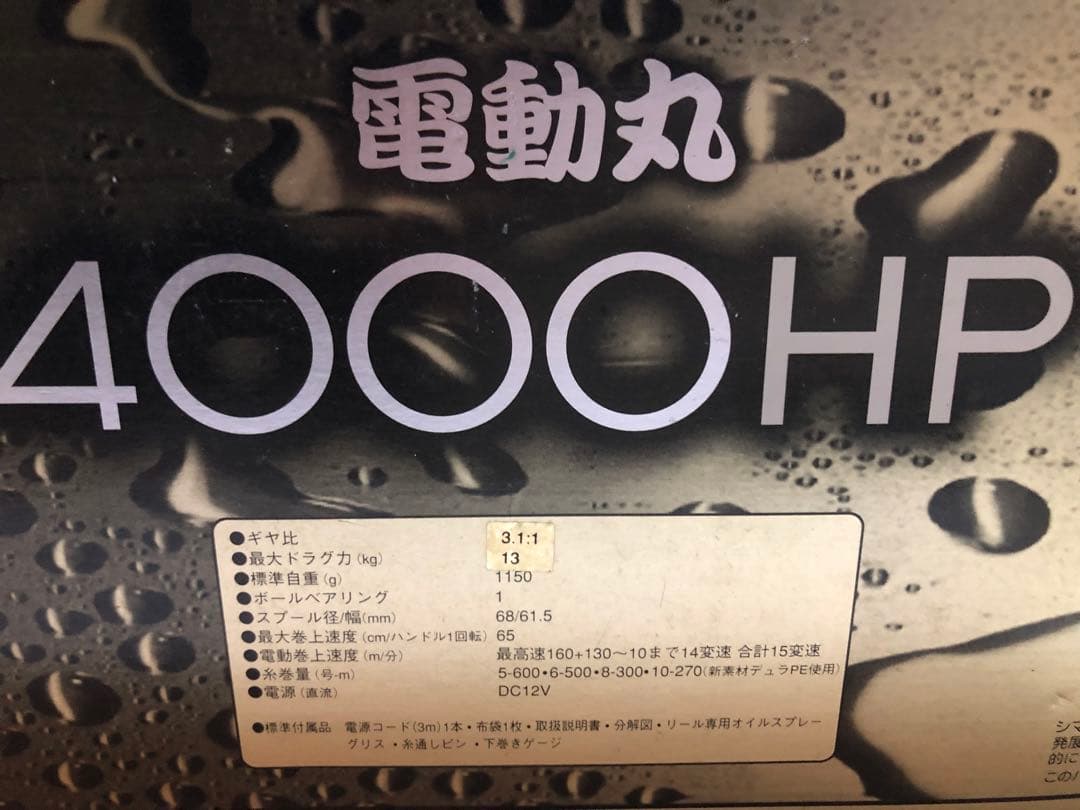 電動丸
4000HP
●ギヤ比 3.1:1
●最大ドラグ力(kg) 13
●標準自重(g) 1150
●ボールベアリング 1
●スプール径/幅(mm) 68/61.5
●最大巻上速度(cm/ハンドル1回転) 65
●電動巻上速度(m/分) 最高速160+130〜10まで14変速 合計15変速
●糸巻量(号-m) 5-600・6-500・8-300・10-270(新素材デュラPE使用)
●電源(直流) DC12V
●標準付属品 電源コード(3m)1本・布袋1枚・取扱説明書・分解図・リール専用オイルスプレー
グリス・糸通しピン・下巻きゲージ
シマ
発展
的に
この